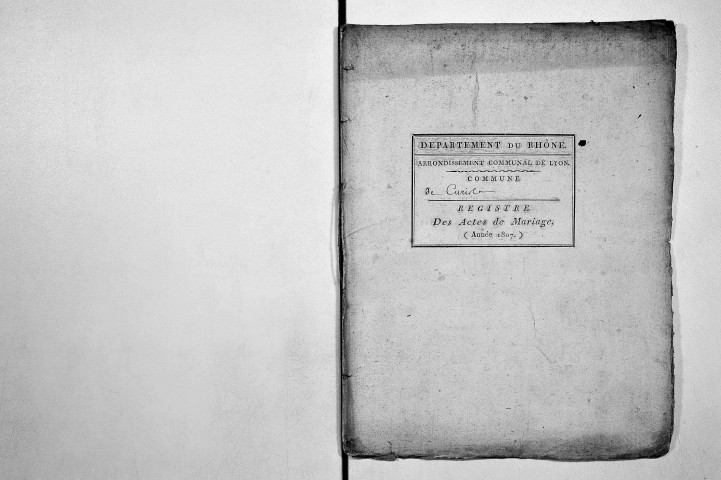 DEPARTEMENT DU RHÔNE.
ARRONDISSEMENT COMMUNAL DE LYON.
COMMUNE
de Curis
REGISTRE
Des Actes de Mariage,
( Année 1807. )